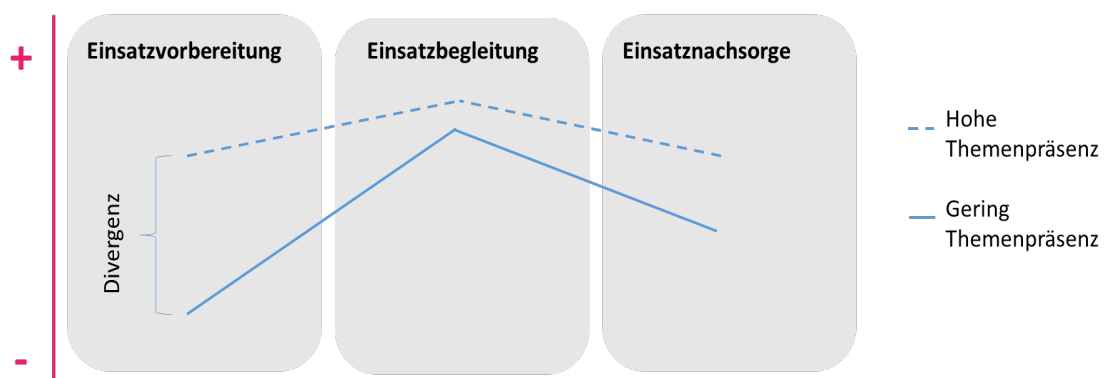 +
Einsatzvorbereitung
Einsatzbegleitung
Einsatznachsorge
Divergenz
-
Hohe
Themenpräsenz
Gering
Themenpräsenz